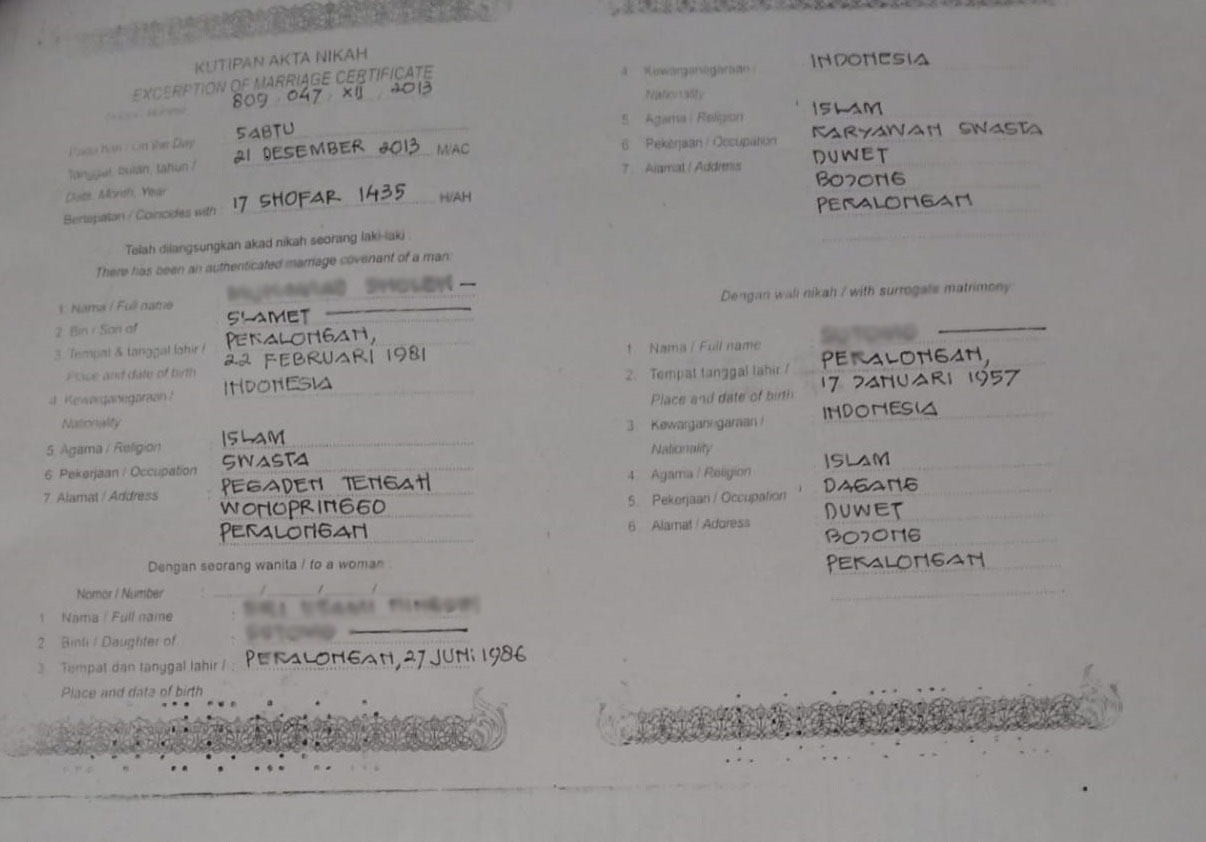 KUTIPAN AKTA NIKAH
EXCERPTION OF MARRIAGE CERTIFICATE
809 . 047 . XII . 2013
Pada hari / On the Day SABTU
Tanggal, bulan, tahun / 21 DESEMBER 2013 M/AC
Date, Month, Year
Bertepatan / Coincides with : 17 SHOFAR 1435 H/AH
Telah dilangsungkan akad nikah seorang laki-laki :
There has been an authenticated marriage covenant of a man:
1. Nama / Full name
2. Bin / Son of SLAMET
3. Tempat & tanggal lahir / PEKALONGAN,
Place and date of birth 22 FEBRUARI 1981
4. Kewarganegaraan / INDONESIA
Nationality
5. Agama / Religion ISLAM
6. Pekerjaan / Occupation SWASTA
7. Alamat / Address : PEGADEN TENGAH
WONOPRINGGO
PEKALONGAN
Dengan seorang wanita / to a woman :
Nomor / Number : / / /
1 Nama / Full name :
2 Binti / Daughter of :
3 Tempat dan tanggal lahir / : PEKALONGAN, 27 JUNI 1986
Place and date of birth
4 Kewarganegaraan / INDONESIA
Nationality
5. Agama / Religion ISLAM
6 Pekerjaan / Occupation KARYAWAN SWASTA
7. Alamat / Address DUWET
BOJONG
PEKALONGAN
Dengan wali nikah / with surrogate matrimony
1. Nama / Full name
2. Tempat tanggal lahir / PEKALONGAN,
Place and date of birth 17 JANUARI 1957
3. Kewarganegaraan / INDONESIA
Nationality
4. Agama / Religion ISLAM
5. Pekerjaan / Occupation DAGANG
6. Alamat / Address DUWET
BOJONG
PEKALONGAN